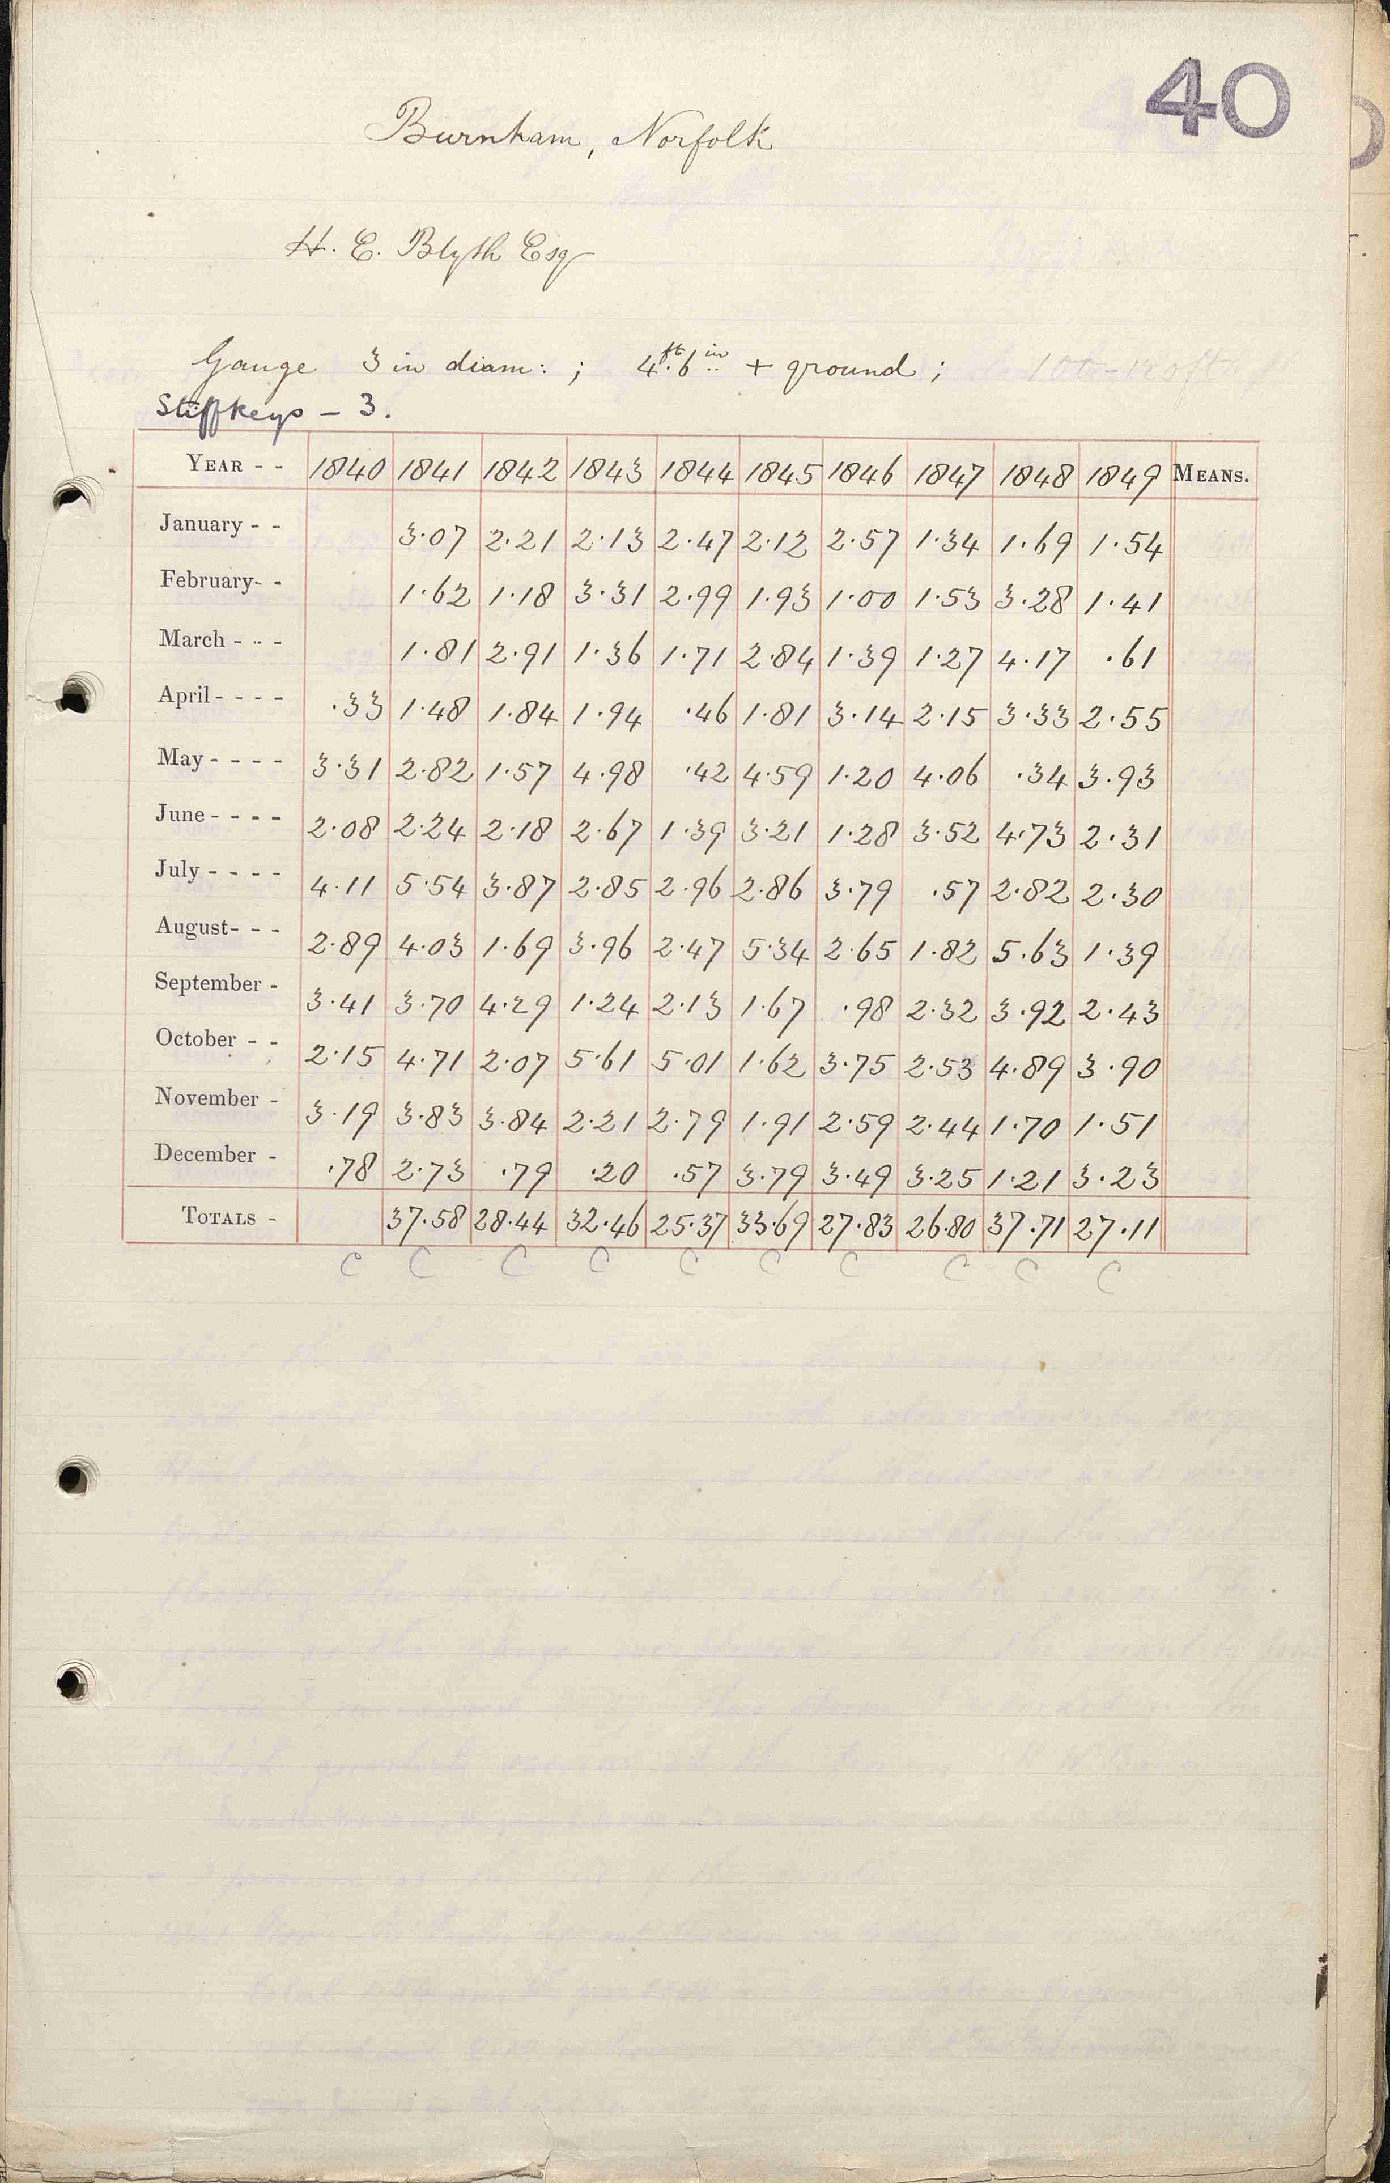 40
Burnham, Norfolk
H. E. Blyth Esq
Gauge 3 in diam: ; 4ft. 6in + ground; 100-120ft
Stiffkeys - 3.
YEAR - - 1840 1841 1842 1843 1844 1845 1846 1847 1848 1849 MEANS.
January - - 3.07 2.21 2.13 2.47 2.12 2.57 1.34 1.69 1.54
February- - 1.62 1.18 3.31 2.99 1.93 1.00 1.53 3.28 1.41
March - - - 1.81 2.91 1.36 1.71 2.84 1.39 1.27 4.17 .61
April - - - - .33 1.48 1.84 1.94 .46 1.81 3.14 2.15 3.33 2.55
May - - - - 3.31 2.82 1.57 4.98 .42 4.59 1.20 4.06 .34 3.93
June - - - - 2.08 2.24 2.18 2.67 1.39 3.21 1.28 3.52 4.73 2.31
July - - - - 4.11 5.54 3.87 2.85 2.96 2.86 3.79 .57 2.82 2.30
August- - - 2.89 4.03 1.69 3.96 2.47 5.34 2.65 1.82 5.63 1.39
September - 3.41 3.70 4.29 1.24 2.13 1.67 .98 2.32 3.92 2.43
October - - 2.15 4.71 2.07 5.61 5.01 1.62 3.75 2.53 4.89 3.90
November - 3.19 3.83 3.84 2.21 2.79 1.91 2.59 2.44 1.70 1.51
December - .78 2.73 .79 .20 .57 3.79 3.49 3.25 1.21 3.23
TOTALS - 37.58 28.44 32.46 25.37 33.69 27.83 26.80 37.71 27.11
C C C C C C C C C C